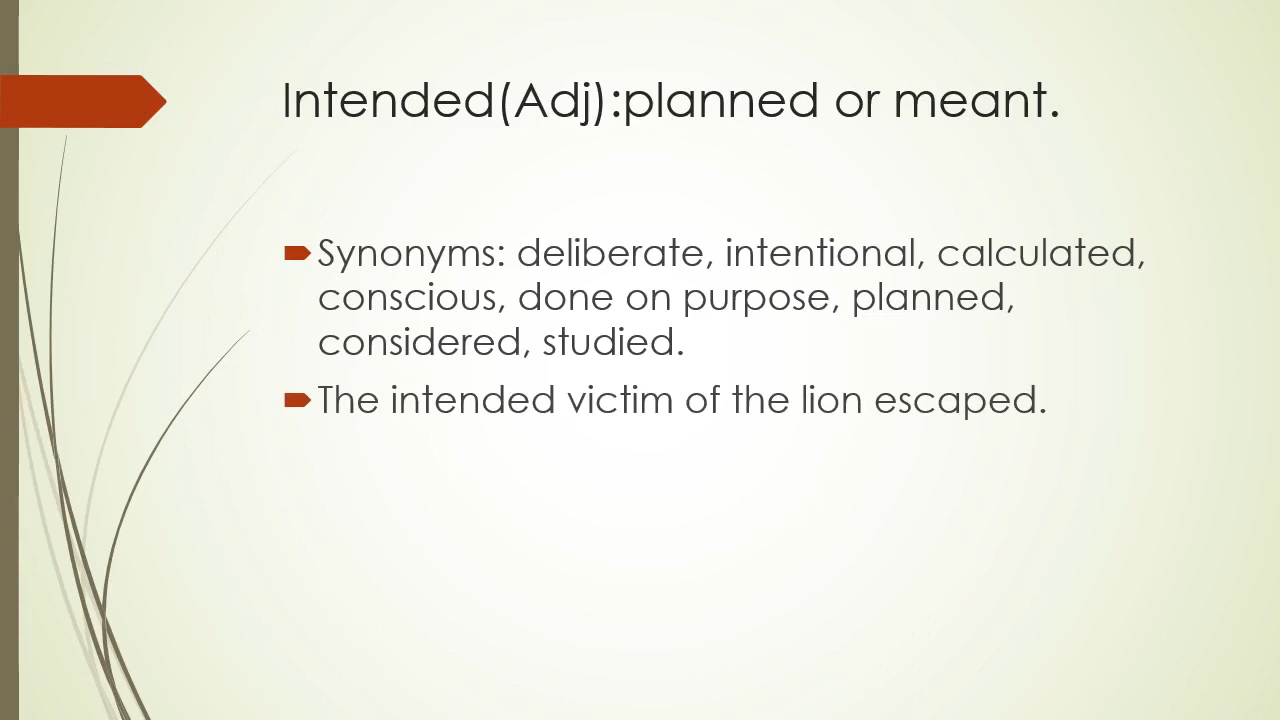 Intended(Adj):planned or meant.
Synonyms: deliberate, intentional, calculated,
conscious, done on purpose, planned,
considered, studied.
The intended victim of the lion escaped.